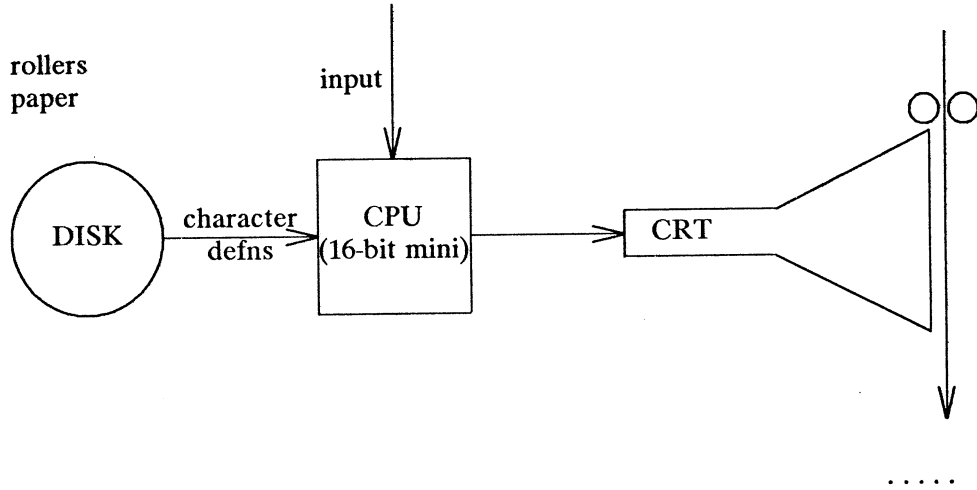 rollers
paper
input
DISK
character
defns
CPU
(16-bit mini)
CRT
.....